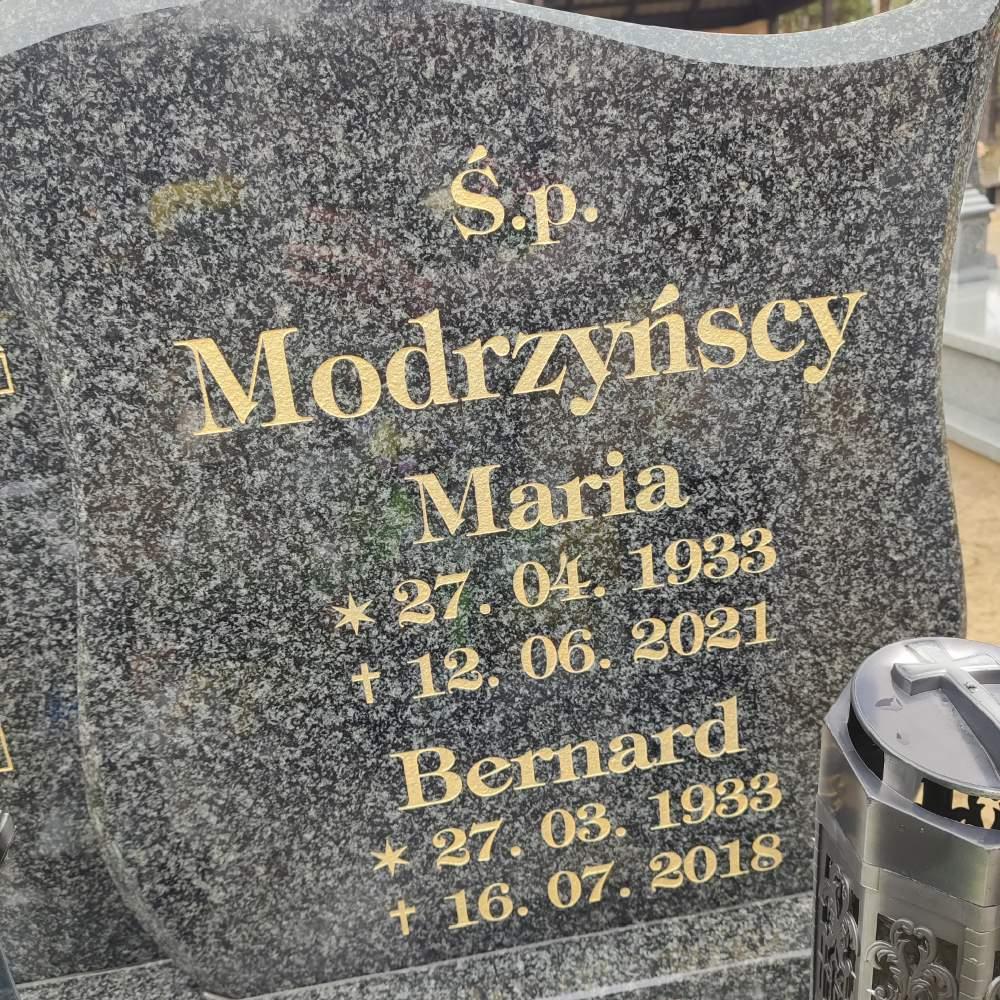 Ś.p.
Modrzyńscy
Maria
✶ 27. 04. 1933
† 12. 06. 2021
Bernard
✶ 27. 03. 1933
† 16. 07. 2018